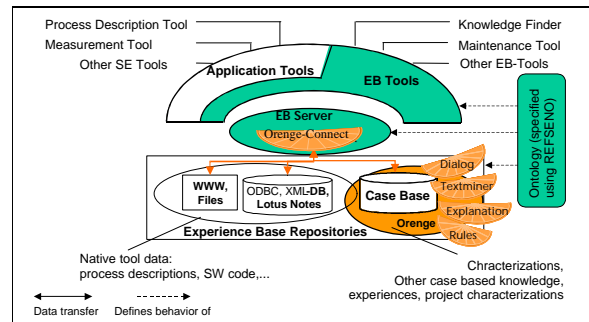 Process Description Tool
Measurement Tool
Other SE Tools
Knowledge Finder
Maintenance Tool
Other EB-Tools
Application Tools
EB Tools
EB Server
Orenge-Connect
Ontology (specified
using REFSENO)
WWW,
Files
ODBC, XML-DB,
Lotus Notes
Case Base
Dialog
Textminer
Explanation
Rules
Orenge
Experience Base Repositories
Native tool data:
process descriptions, SW code,...
Chracterizations,
Other case based knowledge,
experiences, project characterizations
Data transfer
Defines behavior of